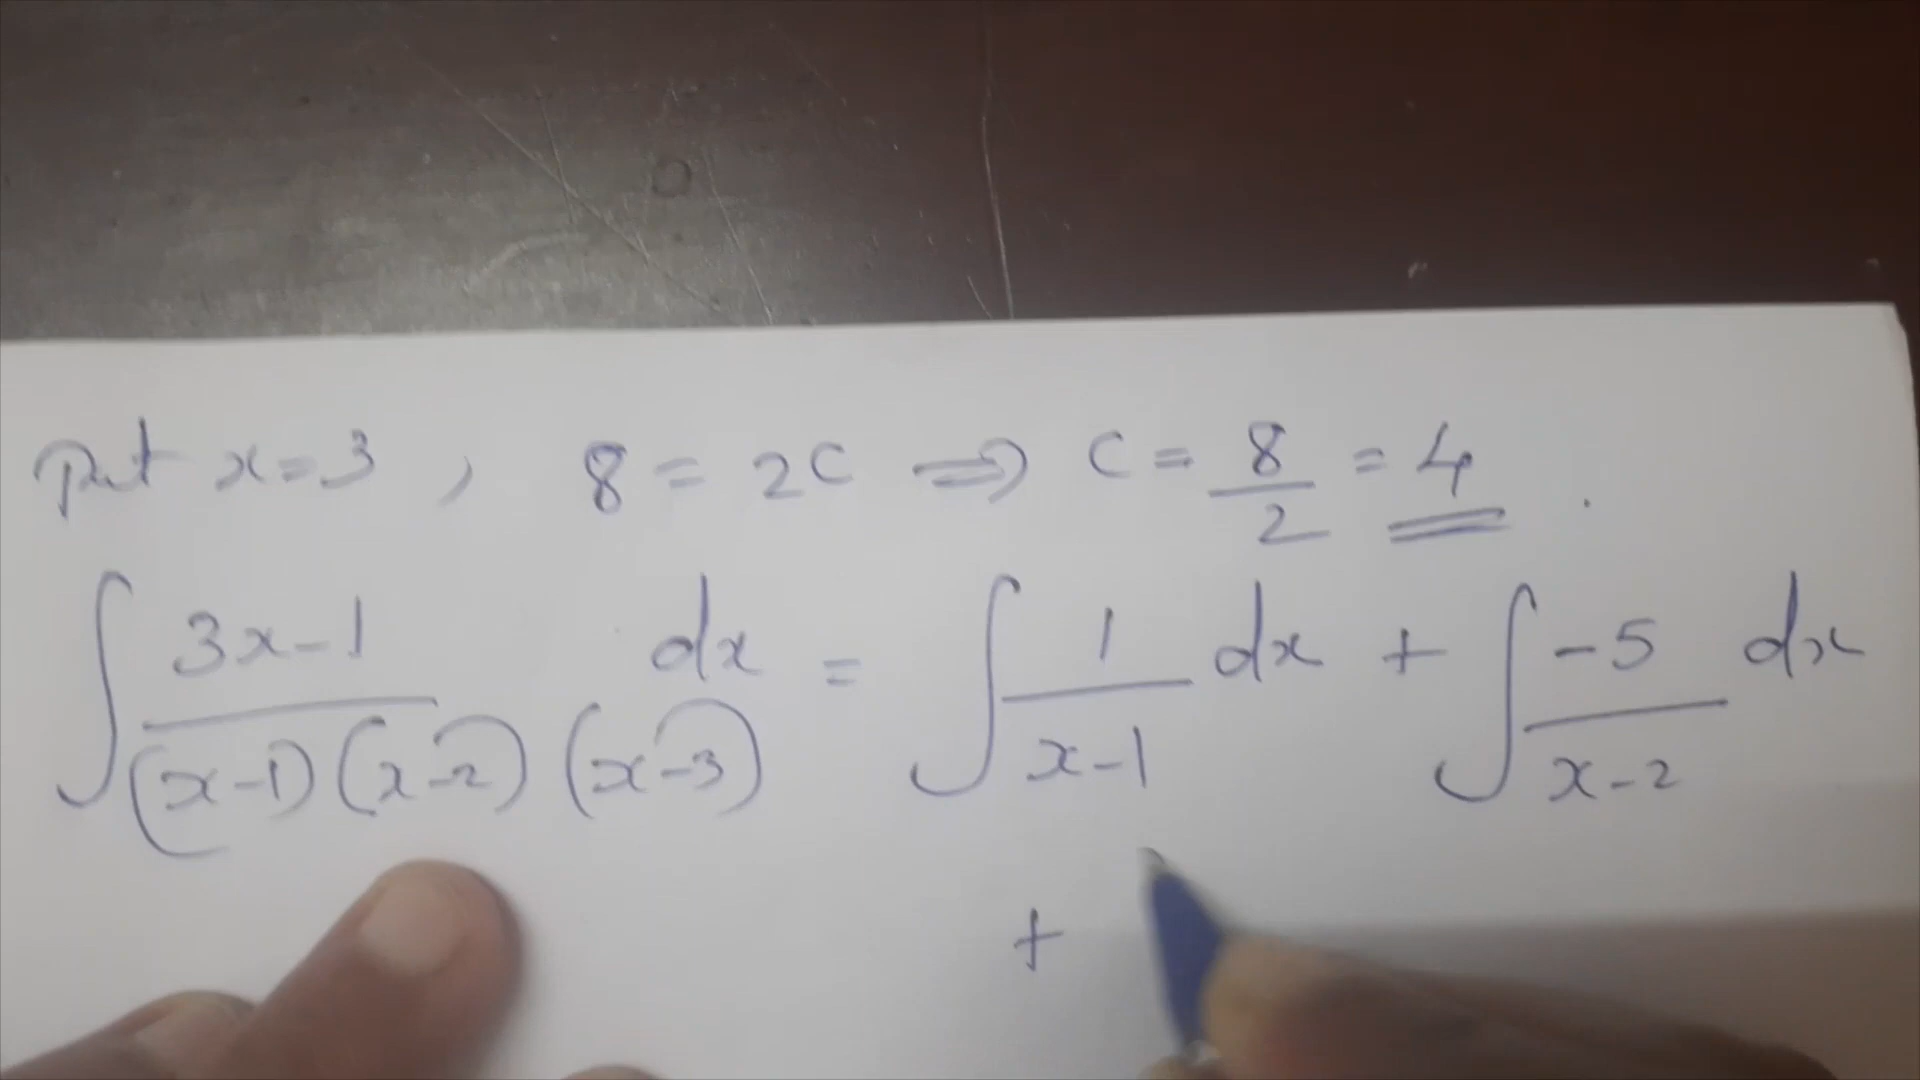 Put x=3 , 8 = 2C ⇒ C = 8/2 = 4 .
∫ 3x-1/(x-1)(x-2)(x-3) dx = ∫ 1/x-1 dx + ∫ -5/x-2 dx
+